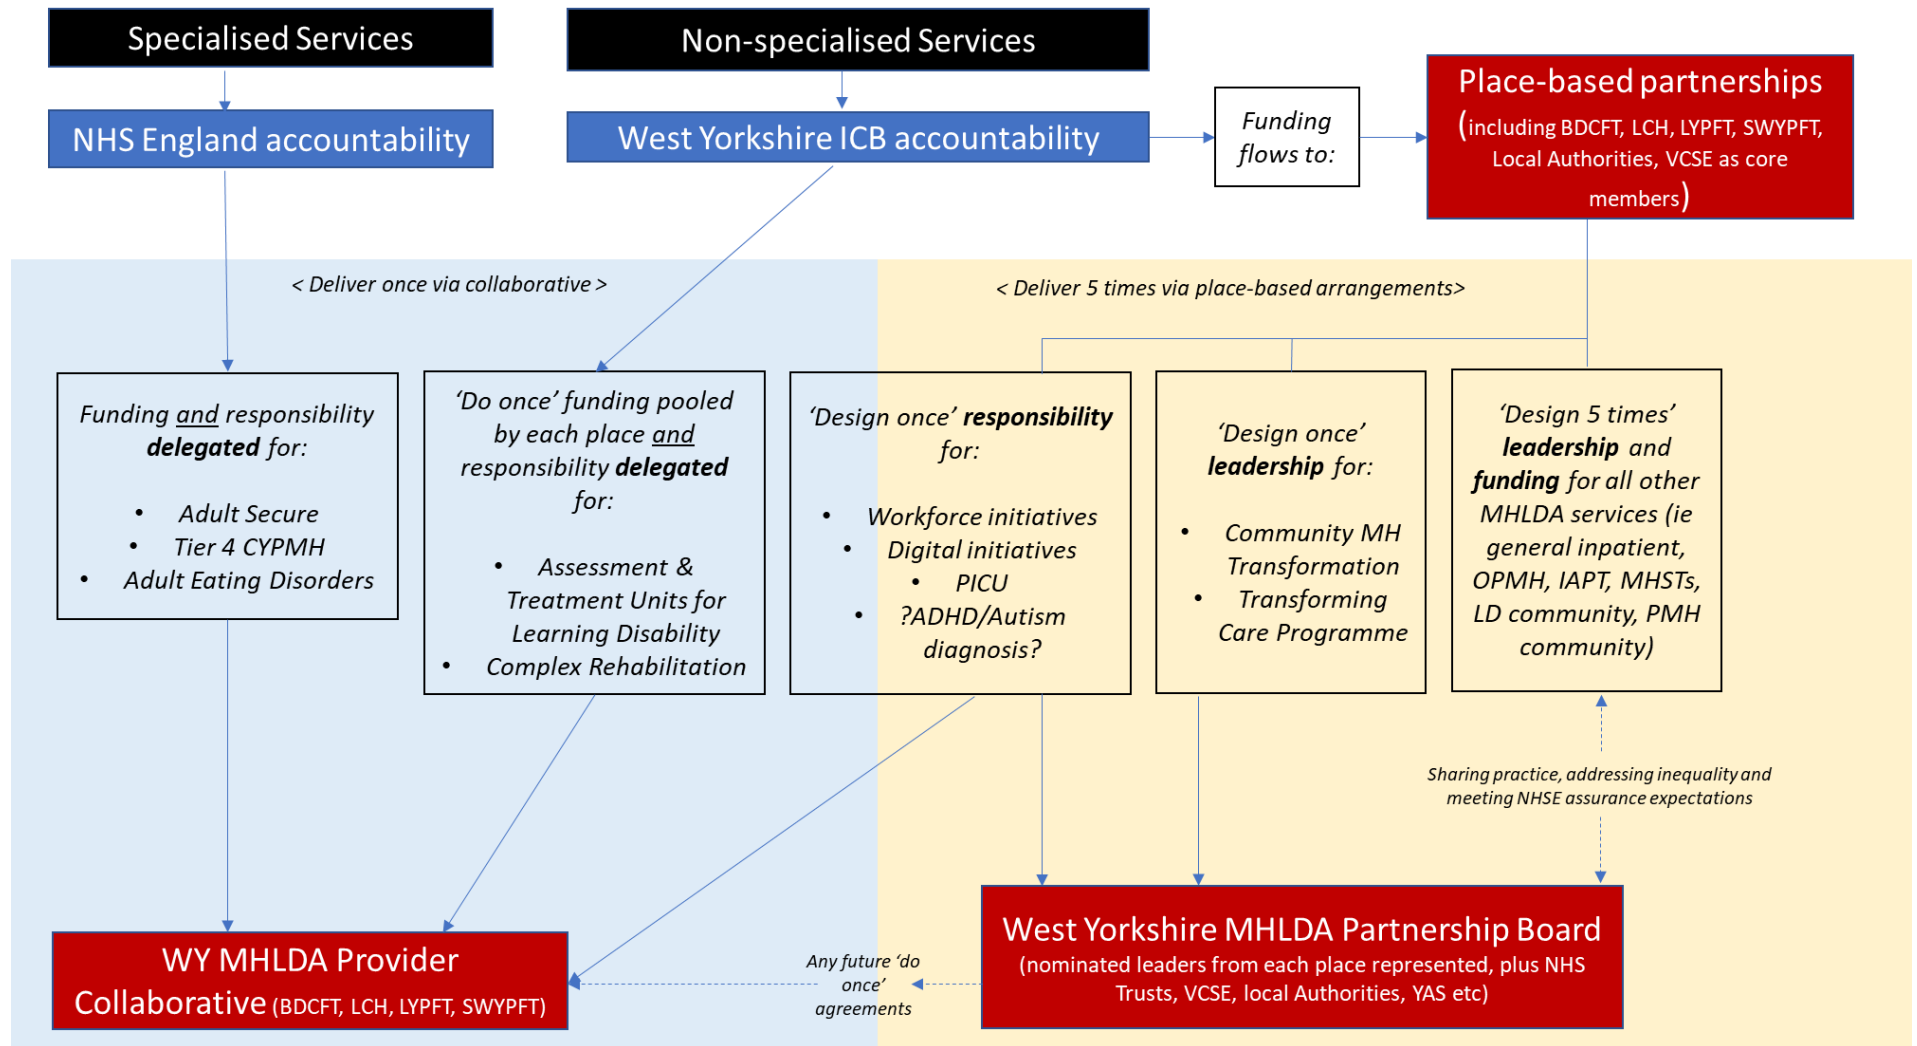 Specialised Services
Non-specialised Services
NHS England accountability
West Yorkshire ICB accountability
Funding
flows to:
Place-based partnerships
(including BDCFT, LCH, LYPFT, SWYPFT,
Local Authorities, VCSE as core
members)
< Deliver once via collaborative >
< Deliver 5 times via place-based arrangements>
Funding and responsibility
delegated for:
• Adult Secure
• Tier 4 CYPMH
• Adult Eating Disorders
‘Do once’ funding pooled
by each place and
responsibility delegated
for:
• Assessment &
Treatment Units for
Learning Disability
• Complex Rehabilitation
‘Design once’ responsibility
for:
• Workforce initiatives
• Digital initiatives
• PICU
• ?ADHD/Autism
diagnosis?
‘Design once’
leadership for:
• Community MH
Transformation
• Transforming
Care Programme
‘Design 5 times’
leadership and
funding for all other
MHLDA services (ie
general inpatient,
OPMH, IAPT, MHSTs,
LD community, PMH
community)
Sharing practice, addressing inequality and
meeting NHSE assurance expectations
WY MHLDA Provider
Collaborative (BDCFT, LCH, LYPFT, SWYPFT)
Any future ‘do
once’
agreements
West Yorkshire MHLDA Partnership Board
(nominated leaders from each place represented, plus NHS
Trusts, VCSE, local Authorities, YAS etc)